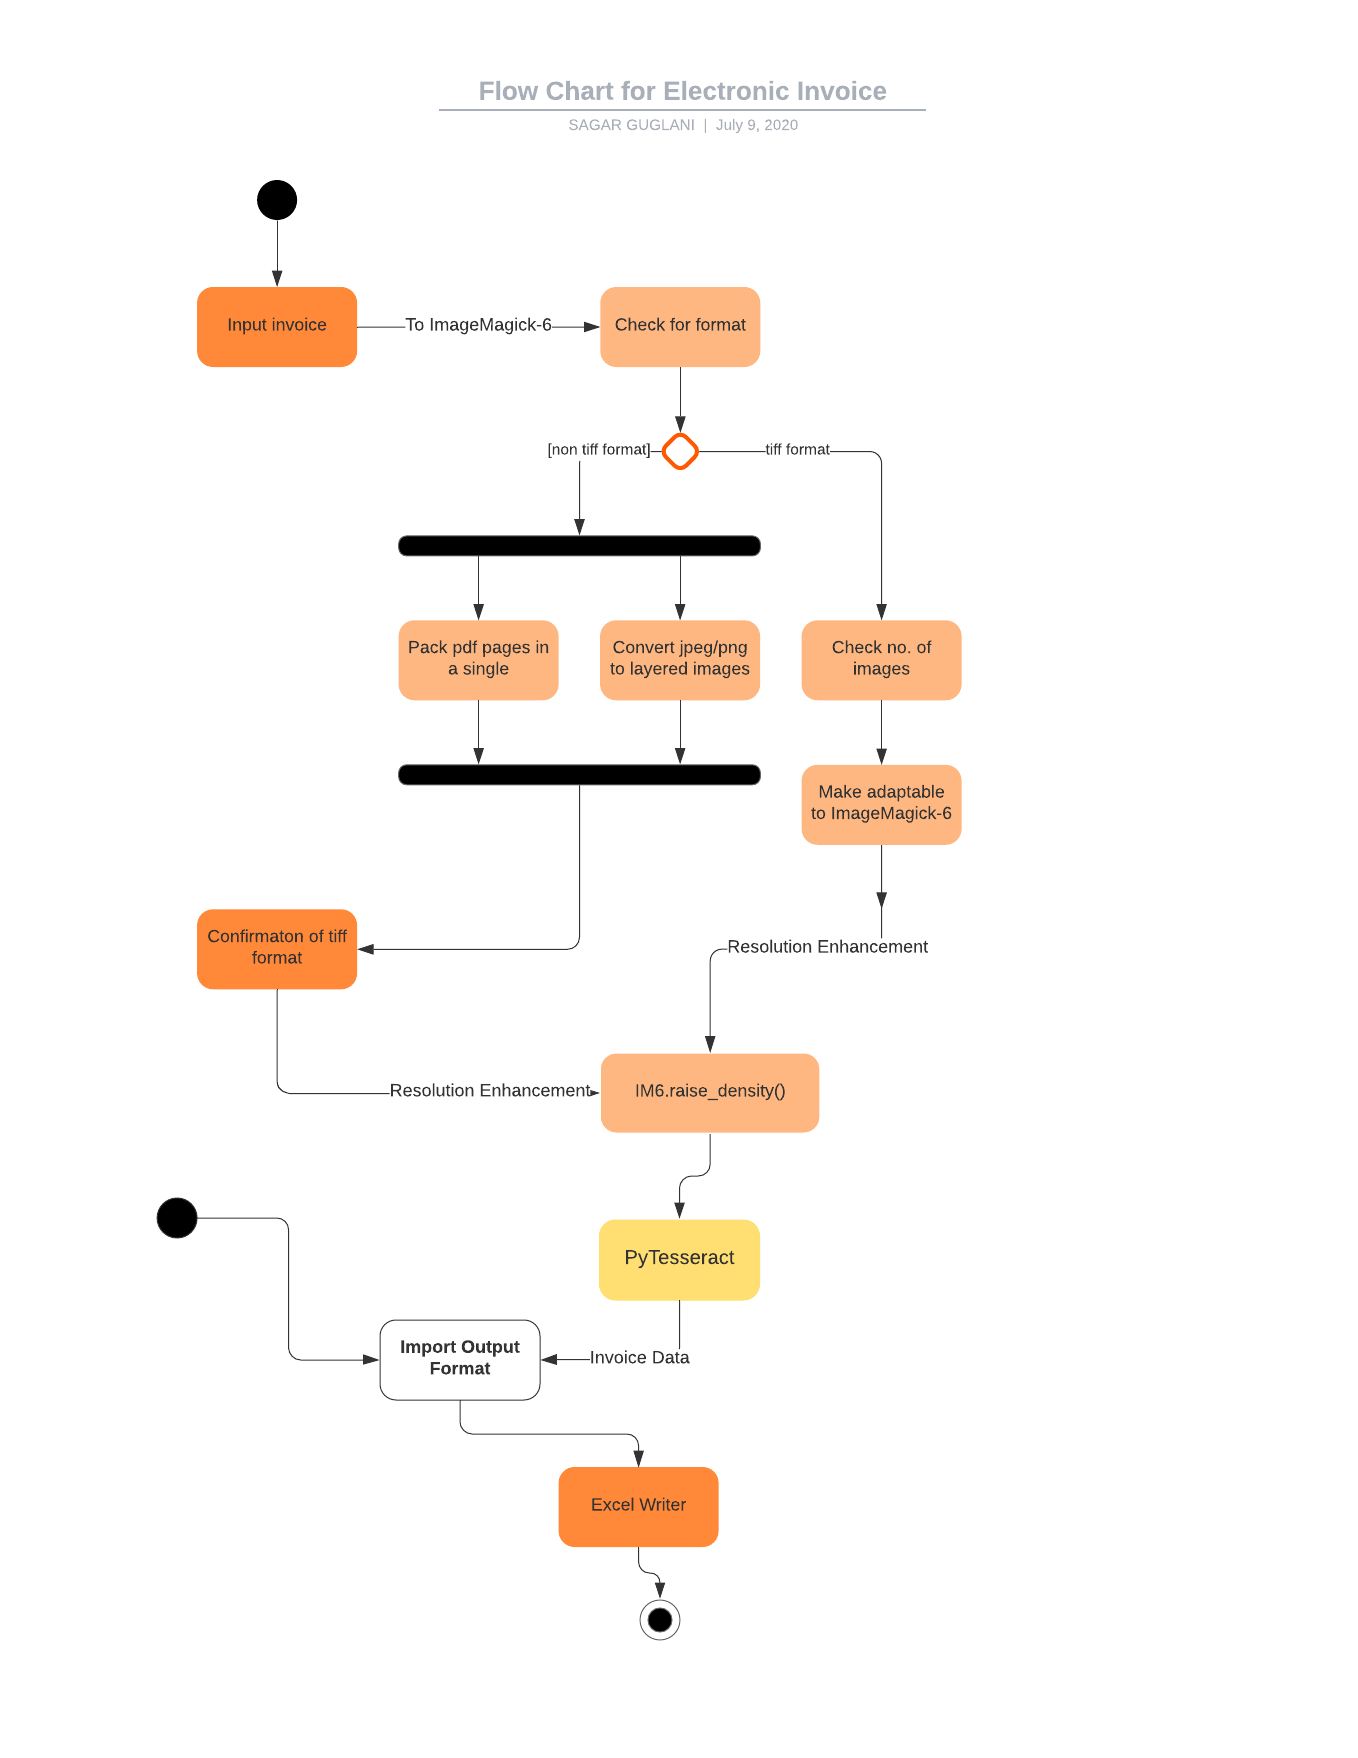 Flow Chart for Electronic Invoice
SAGAR GUGLANI | July 9, 2020
Input invoice
To ImageMagick-6
Check for format
[non tiff format]
tiff format
Pack pdf pages in
a single
Convert jpeg/png
to layered images
Check no. of
images
Make adaptable
to ImageMagick-6
Confirmaton of tiff
format
Resolution Enhancement
Resolution Enhancement
IM6.raise_density()
PyTesseract
Import Output
Format
Invoice Data
Excel Writer